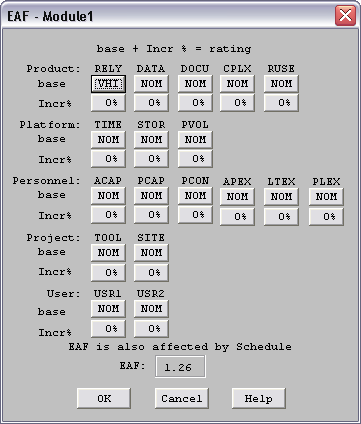 EAF - Module1
base + Incr % = rating
Product: RELY DATA DOCU CPLX RUSE
base VHI NOM NOM NOM NOM
Incr% 0% 0% 0% 0% 0%
Platform: TIME STOR PVOL
base NOM NOM NOM
Incr% 0% 0% 0%
Personnel: ACAP PCAP PCON APEX LTEX PLEX
base NOM NOM NOM NOM NOM NOM
Incr% 0% 0% 0% 0% 0% 0%
Project: TOOL SITE
base NOM NOM
Incr% 0% 0%
User: USR1 USR2
base NOM NOM
Incr% 0% 0%
EAF is also affected by Schedule
EAF: 1.26
OK Cancel Help